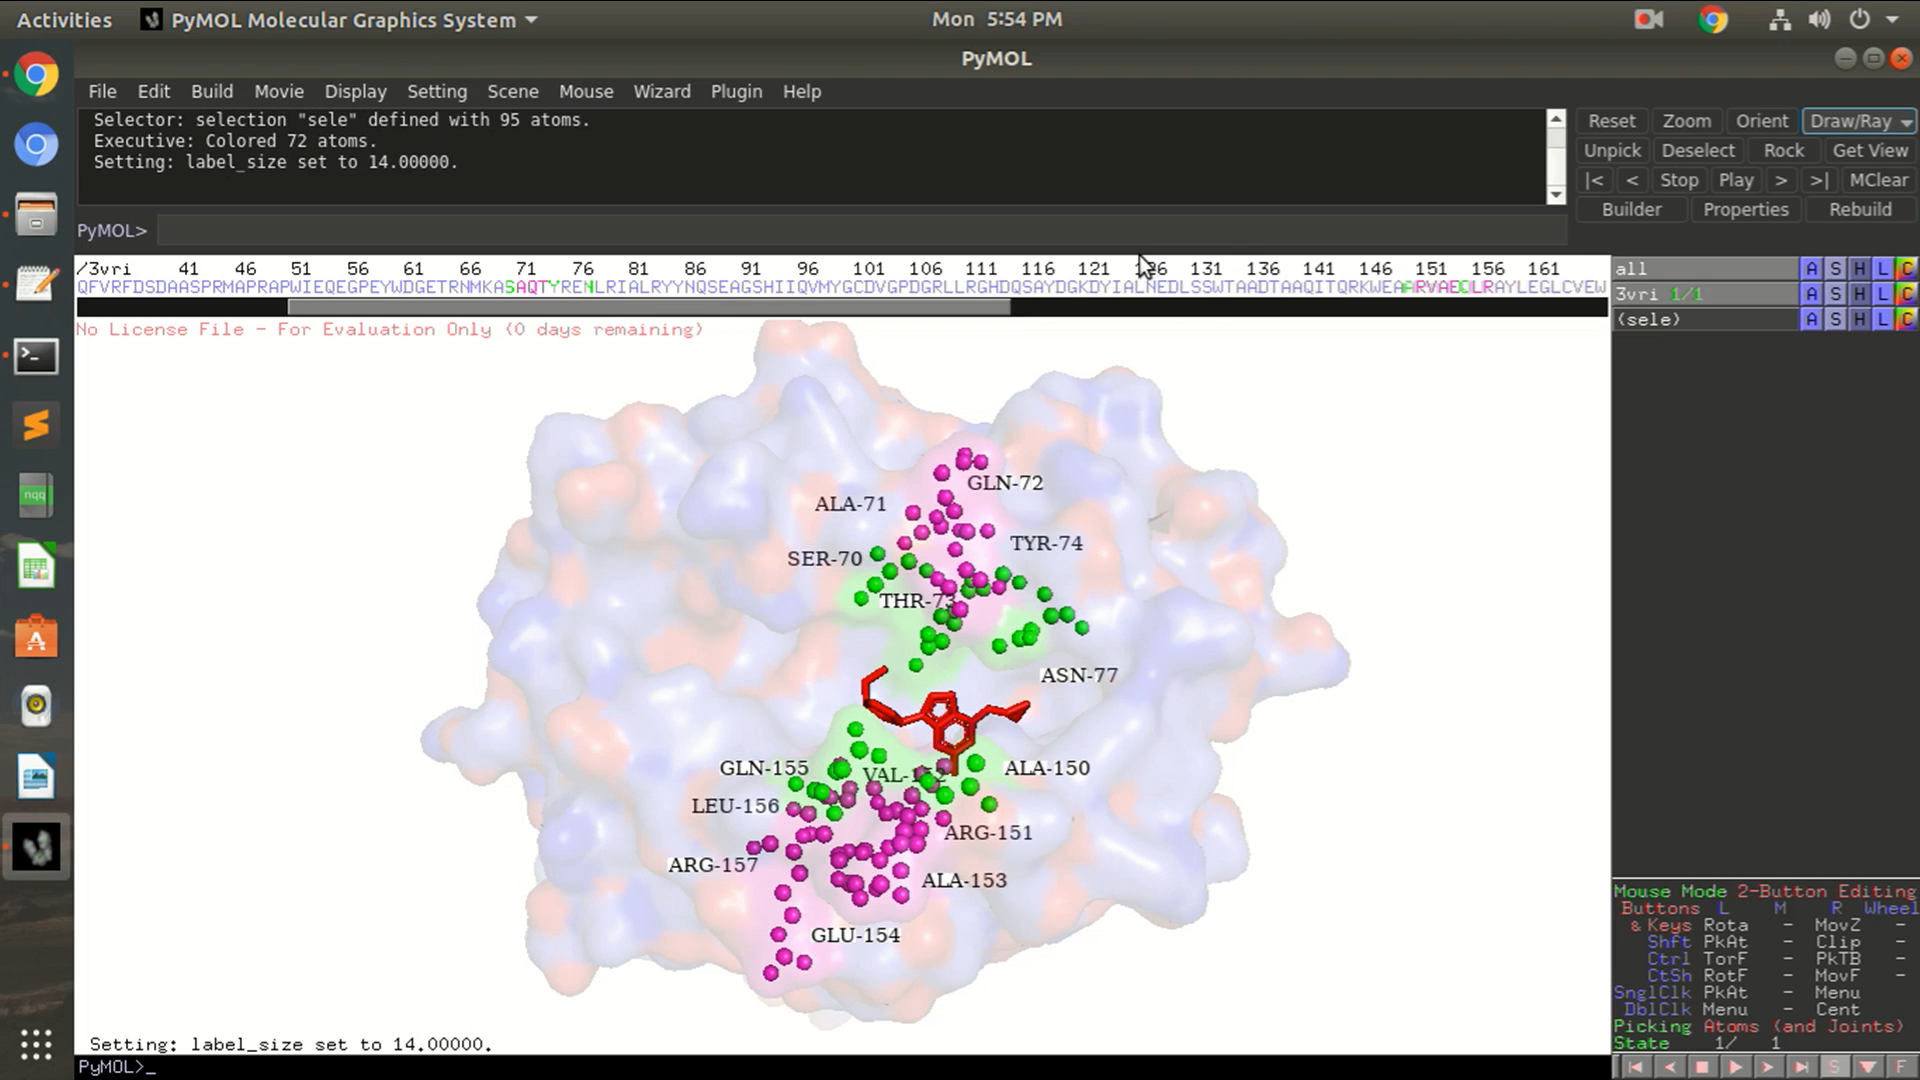 Activities PyMOL Molecular Graphics System Mon 5:54 PM
PyMOL
File Edit Build Movie Display Setting Scene Mouse Wizard Plugin Help
Selector: selection "sele" defined with 95 atoms.
Executive: Colored 72 atoms.
Setting: label_size set to 14.00000.
PyMOL>
Reset Zoom Orient Draw/Ray
Unpick Deselect Rock Get View
|< < Stop Play > >| MClear
Builder Properties Rebuild
/3vri 41 46 51 56 61 66 71 76 81 86 91 96 101 106 111 116 121 131 136 141 146 151 156 161
QFVRFDSDAASPRMAPRAPWIEQEGPEYWDGETRNMKASAQTYRENLRIALRYYNQSEAGSHIIQVMYGCDVGPDGRLLRGHDQSAYDGKDYIALNEDLSSWTAADTAAQITQRKWEAARVAEQLRAYLEGLCVEW
all A S H L C
3vri 1/1 A S H L C
(sele) A S H L C
No License File - For Evaluation Only (0 days remaining)
GLN-72
ALA-71
TYR-74
SER-70
THR-73
ASN-77
GLN-155
VAL-152
ALA-150
LEU-156
ARG-151
ARG-157
ALA-153
GLU-154
nqq
Mouse Mode 2-Button Editing
Buttons L M R Wheel
& Keys Rota - MovZ -
Shft PkAt - Clip -
Ctrl TorF - PkTB -
CtSh RotF - MovF -
SnglClk PkAt - Menu
DblClk Menu - Cent
Picking Atoms (and Joints)
State 1/ 1
S F
Setting: label_size set to 14.00000.
PyMOL>_